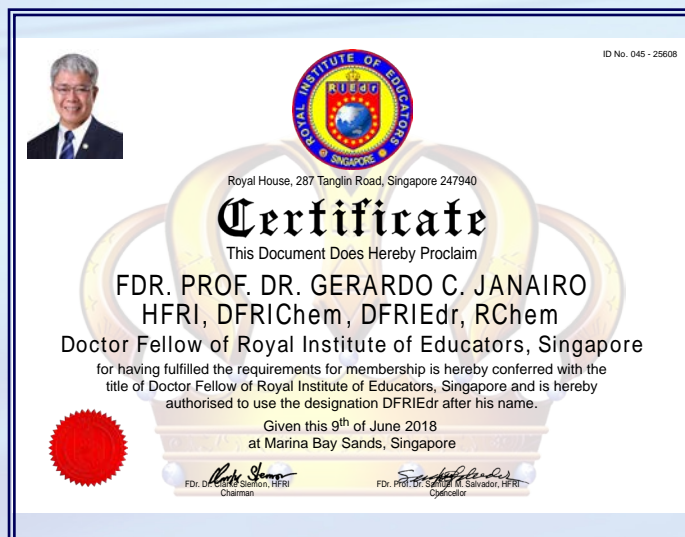 ID No. 045 - 25608
ROYAL INSTITUTE OF EDUCATORS
RIEdr
SINGAPORE
Royal House, 287 Tanglin Road, Singapore 247940
Certificate
This Document Does Hereby Proclaim
FDR. PROF. DR. GERARDO C. JANAIRO
HFRI, DFRIChem, DFRIEdr, RChem
Doctor Fellow of Royal Institute of Educators, Singapore
for having fulfilled the requirements for membership is hereby conferred with the
title of Doctor Fellow of Royal Institute of Educators, Singapore and is hereby
authorised to use the designation DFRIEdr after his name.
Given this 9th of June 2018
at Marina Bay Sands, Singapore
FDr. Dr. Clarke Slemon, HFRI
Chairman
FDr. Prof. Dr. Samuel M. Salvador, HFRI
Chancellor